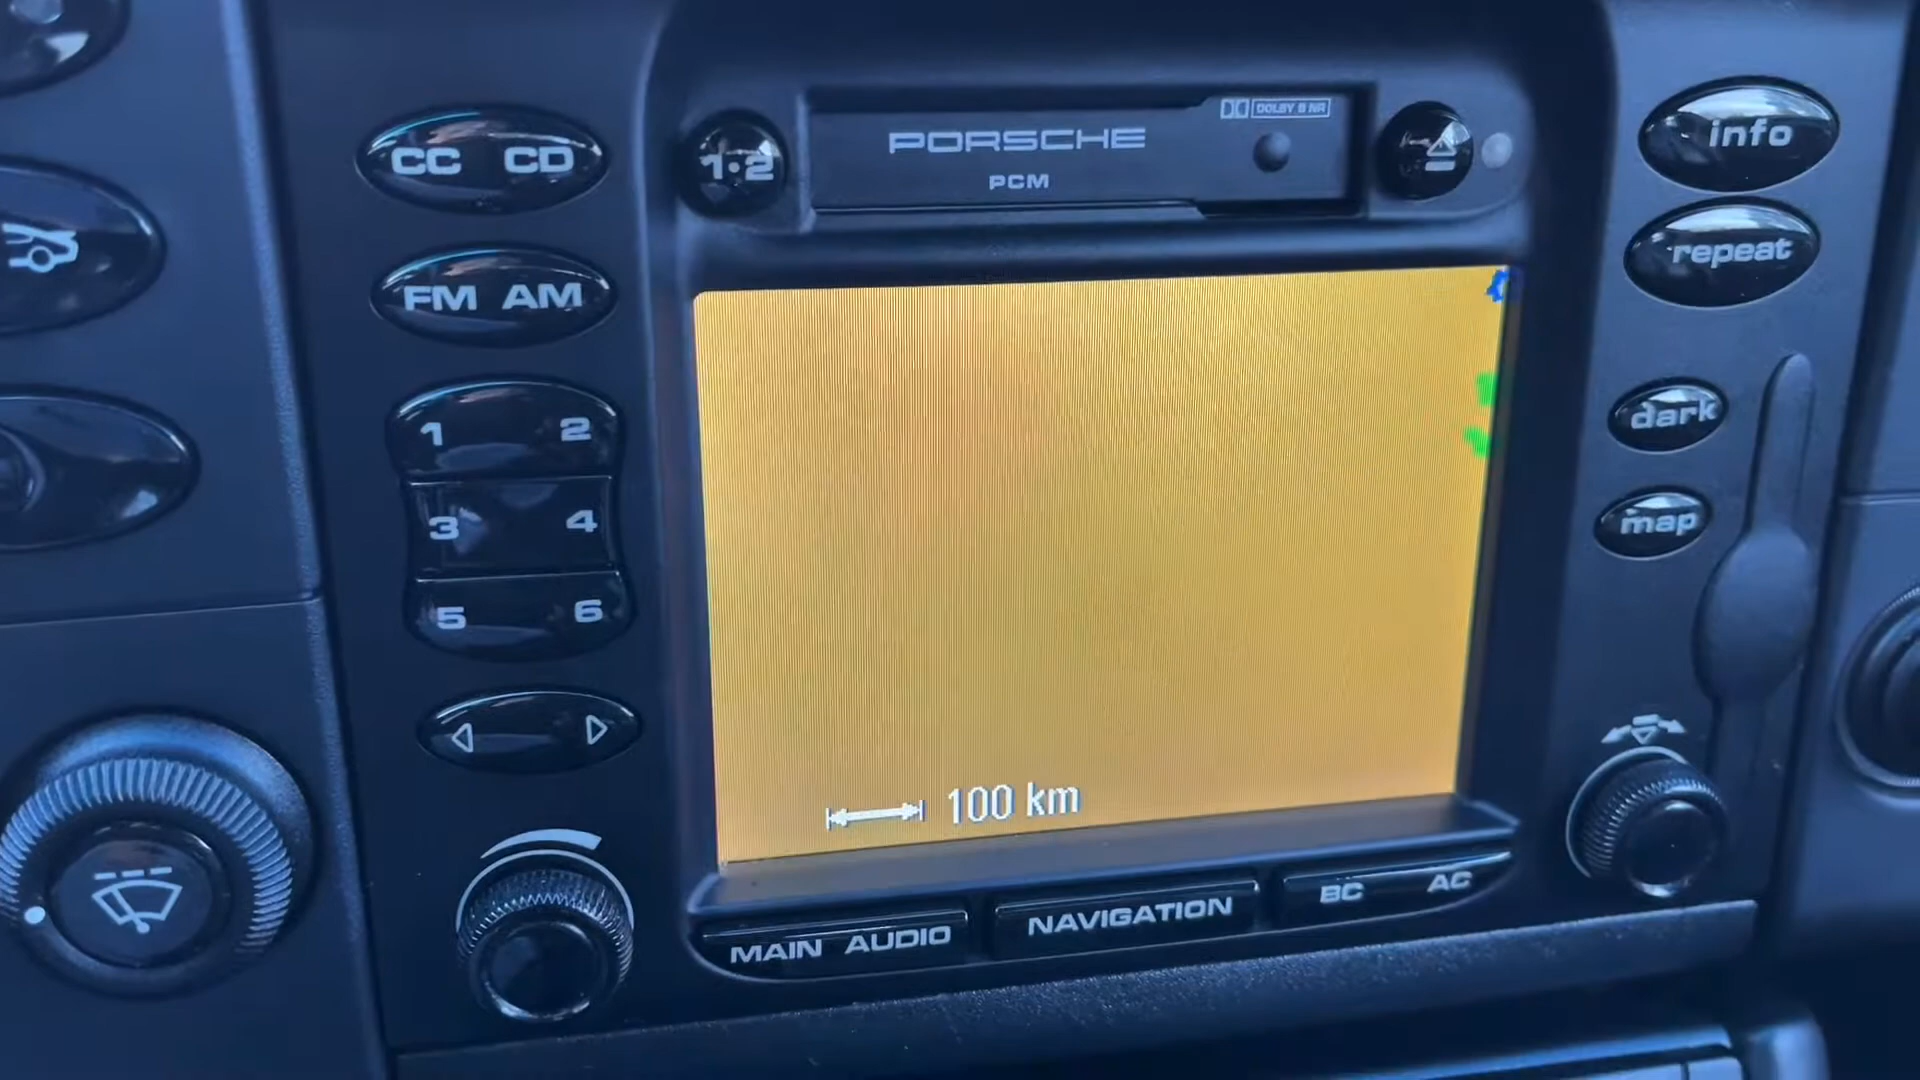 CC CD
1•2
DOLBY B NR
PORSCHE
PCM
info
repeat
FM AM
1 2
3 4
5 6
dark
map
100 km
MAIN AUDIO
NAVIGATION
BC AC